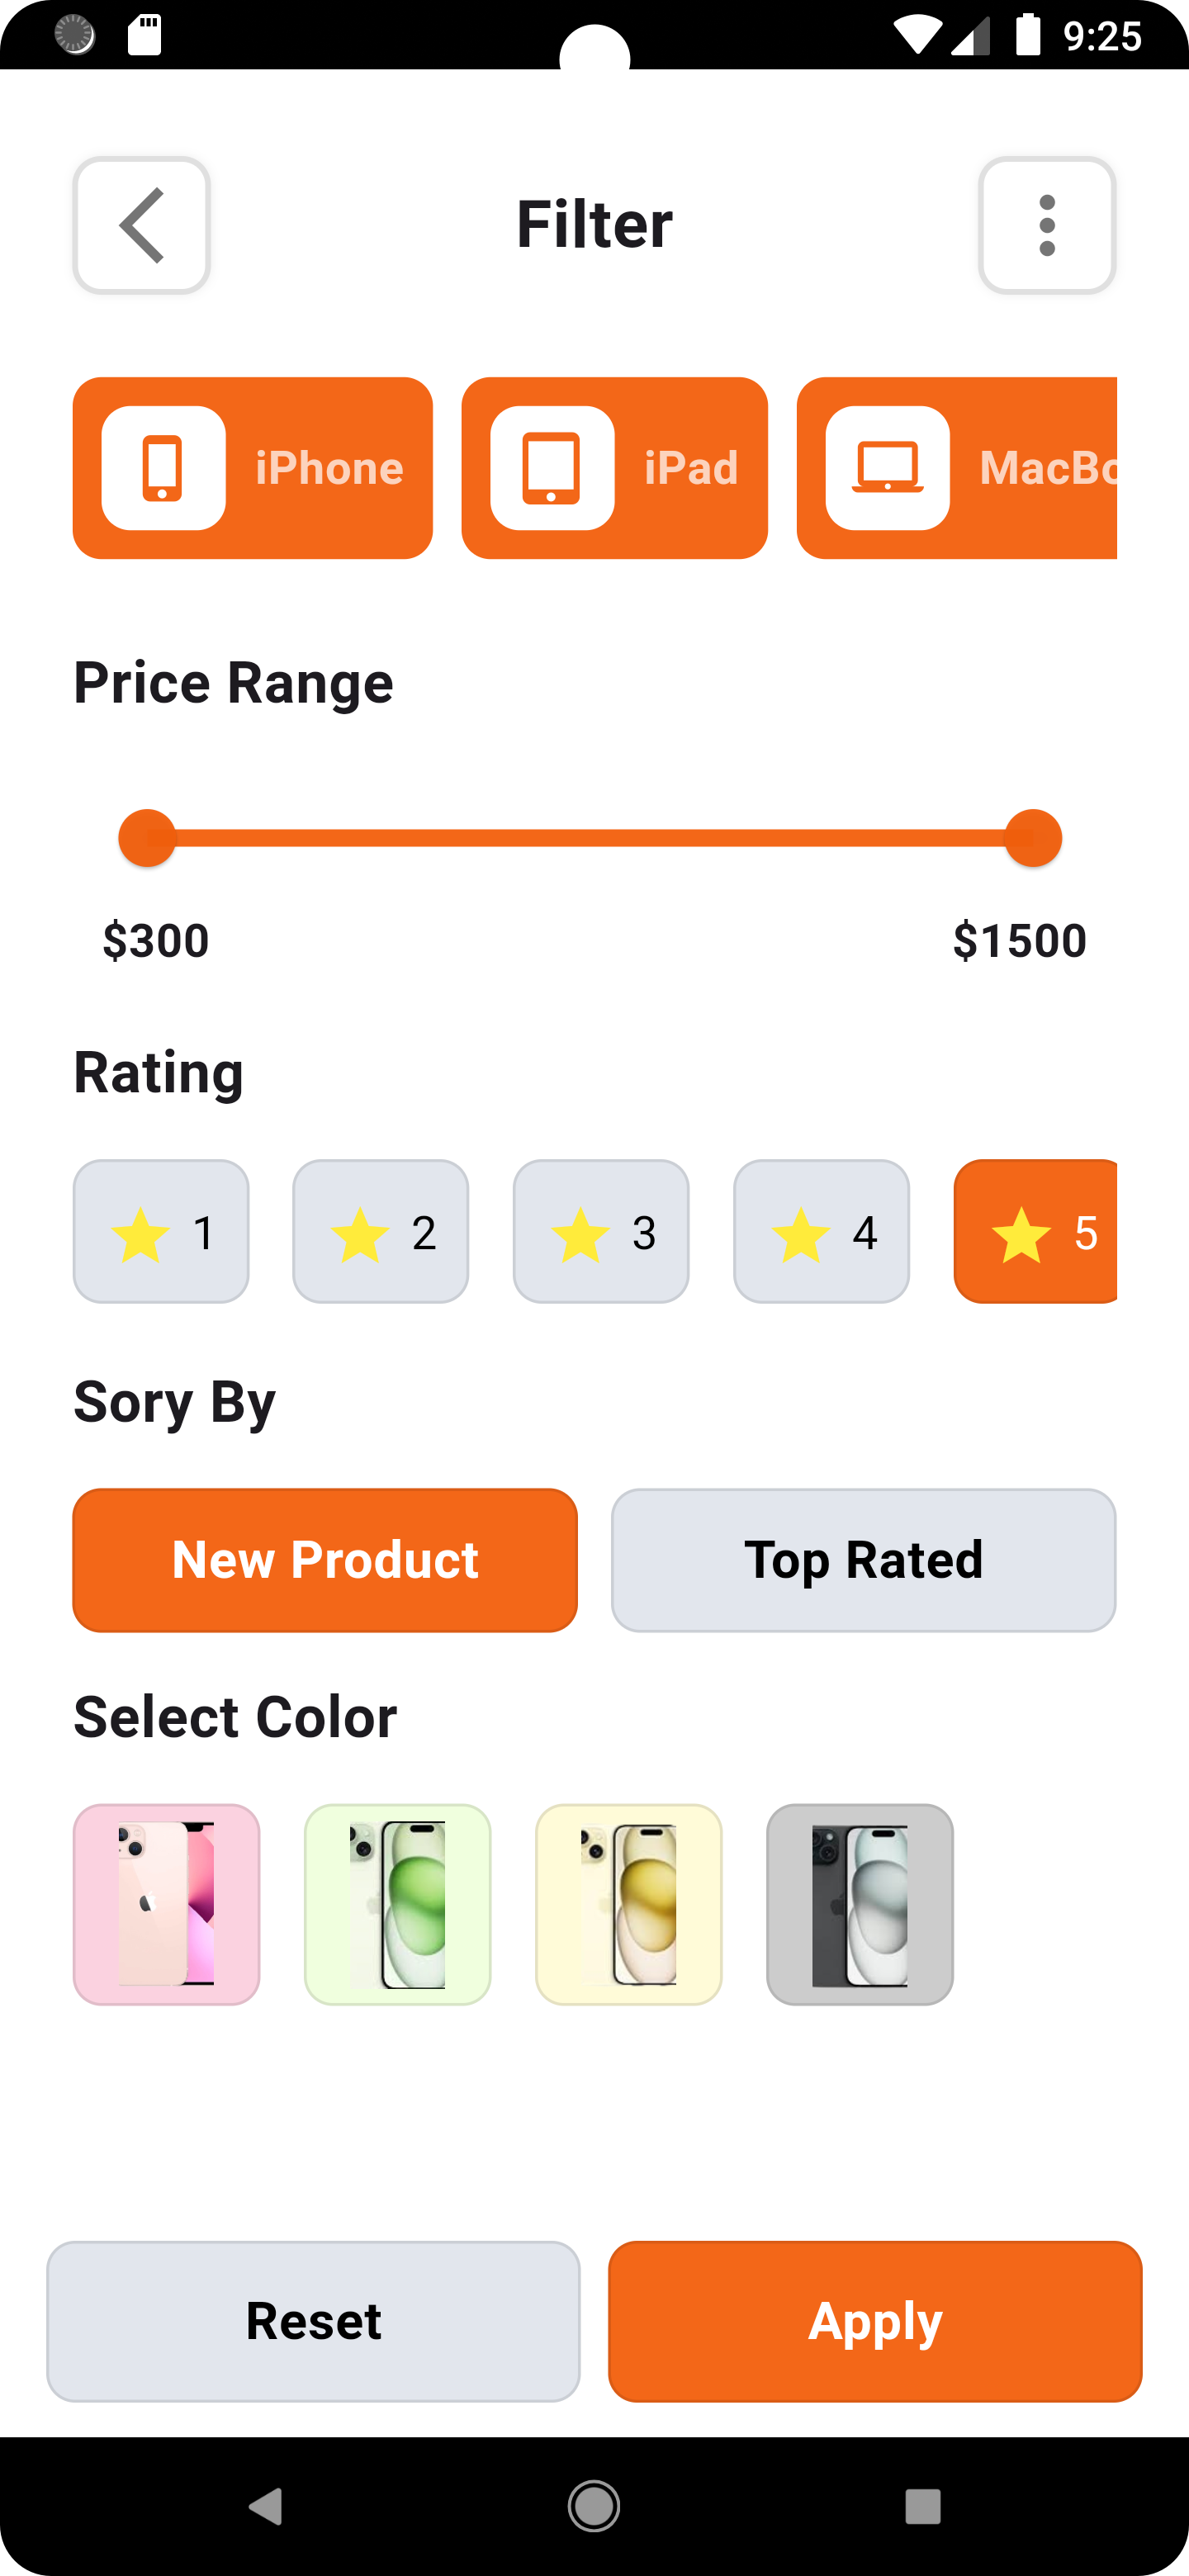 9:25
Filter
iPhone iPad MacBo
Price Range
$300 $1500
Rating
1 2 3 4 5
Sory By
New Product Top Rated
Select Color
Reset Apply